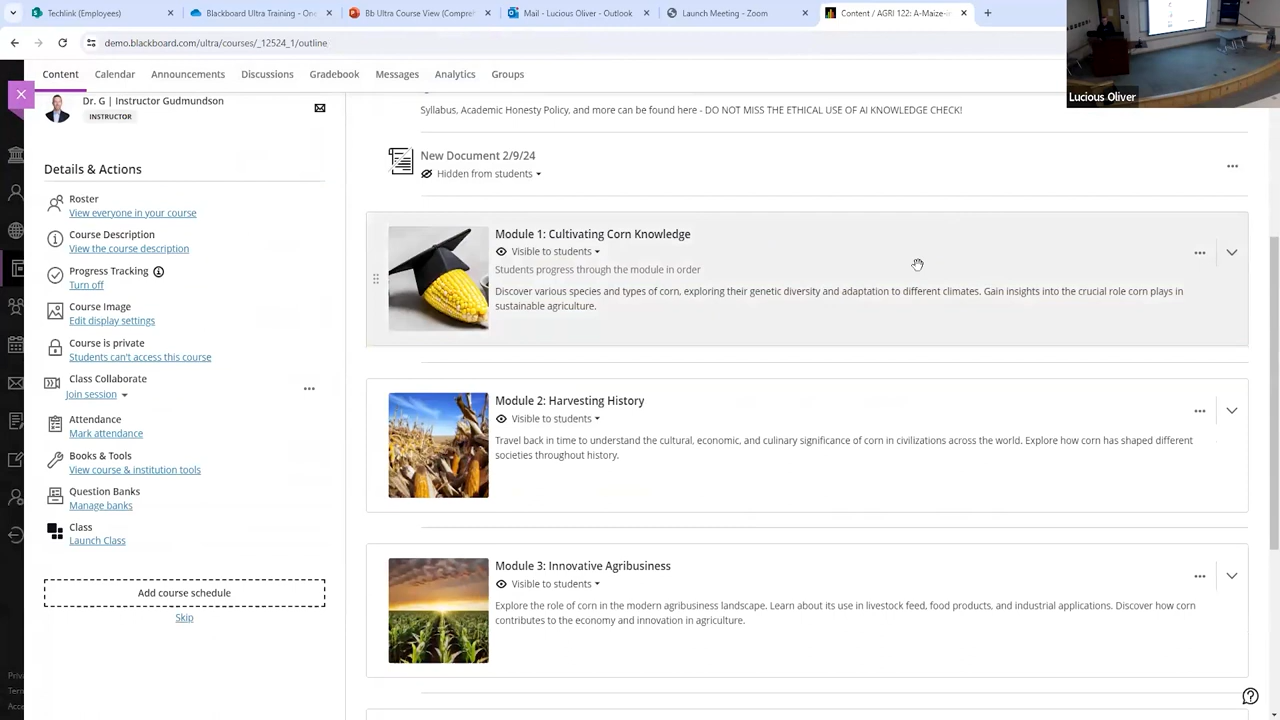 Blackboard Ultra Training - One
Blackboard Learn
Bb Ultra Course (Comprehe
Mail - Lucious Oliver - Outlook
Launch Meeting - Zoom
Content / AGRI 122: A-Maize-in
demo.blackboard.com/ultra/courses/_12524_1/outline
Content
Calendar
Announcements
Discussions
Gradebook
Messages
Analytics
Groups
Lucious Oliver
Dr. G | Instructor Gudmundson
INSTRUCTOR
Details & Actions
Roster
View everyone in your course
Course Description
View the course description
Progress Tracking
Turn off
Course Image
Edit display settings
Course is private
Students can't access this course
Class Collaborate
Join session
Attendance
Mark attendance
Books & Tools
View course & institution tools
Question Banks
Manage banks
Class
Launch Class
Add course schedule
Skip
Syllabus, Academic Honesty Policy, and more can be found here - DO NOT MISS THE ETHICAL USE OF AI KNOWLEDGE CHECK!
New Document 2/9/24
Hidden from students
Module 1: Cultivating Corn Knowledge
Visible to students
Students progress through the module in order
Discover various species and types of corn, exploring their genetic diversity and adaptation to different climates. Gain insights into the crucial role corn plays in
sustainable agriculture.
Module 2: Harvesting History
Visible to students
Travel back in time to understand the cultural, economic, and culinary significance of corn in civilizations across the world. Explore how corn has shaped different
societies throughout history.
Module 3: Innovative Agribusiness
Visible to students
Explore the role of corn in the modern agribusiness landscape. Learn about its use in livestock feed, food products, and industrial applications. Discover how corn
contributes to the economy and innovation in agriculture.
Priva
Term
Acce